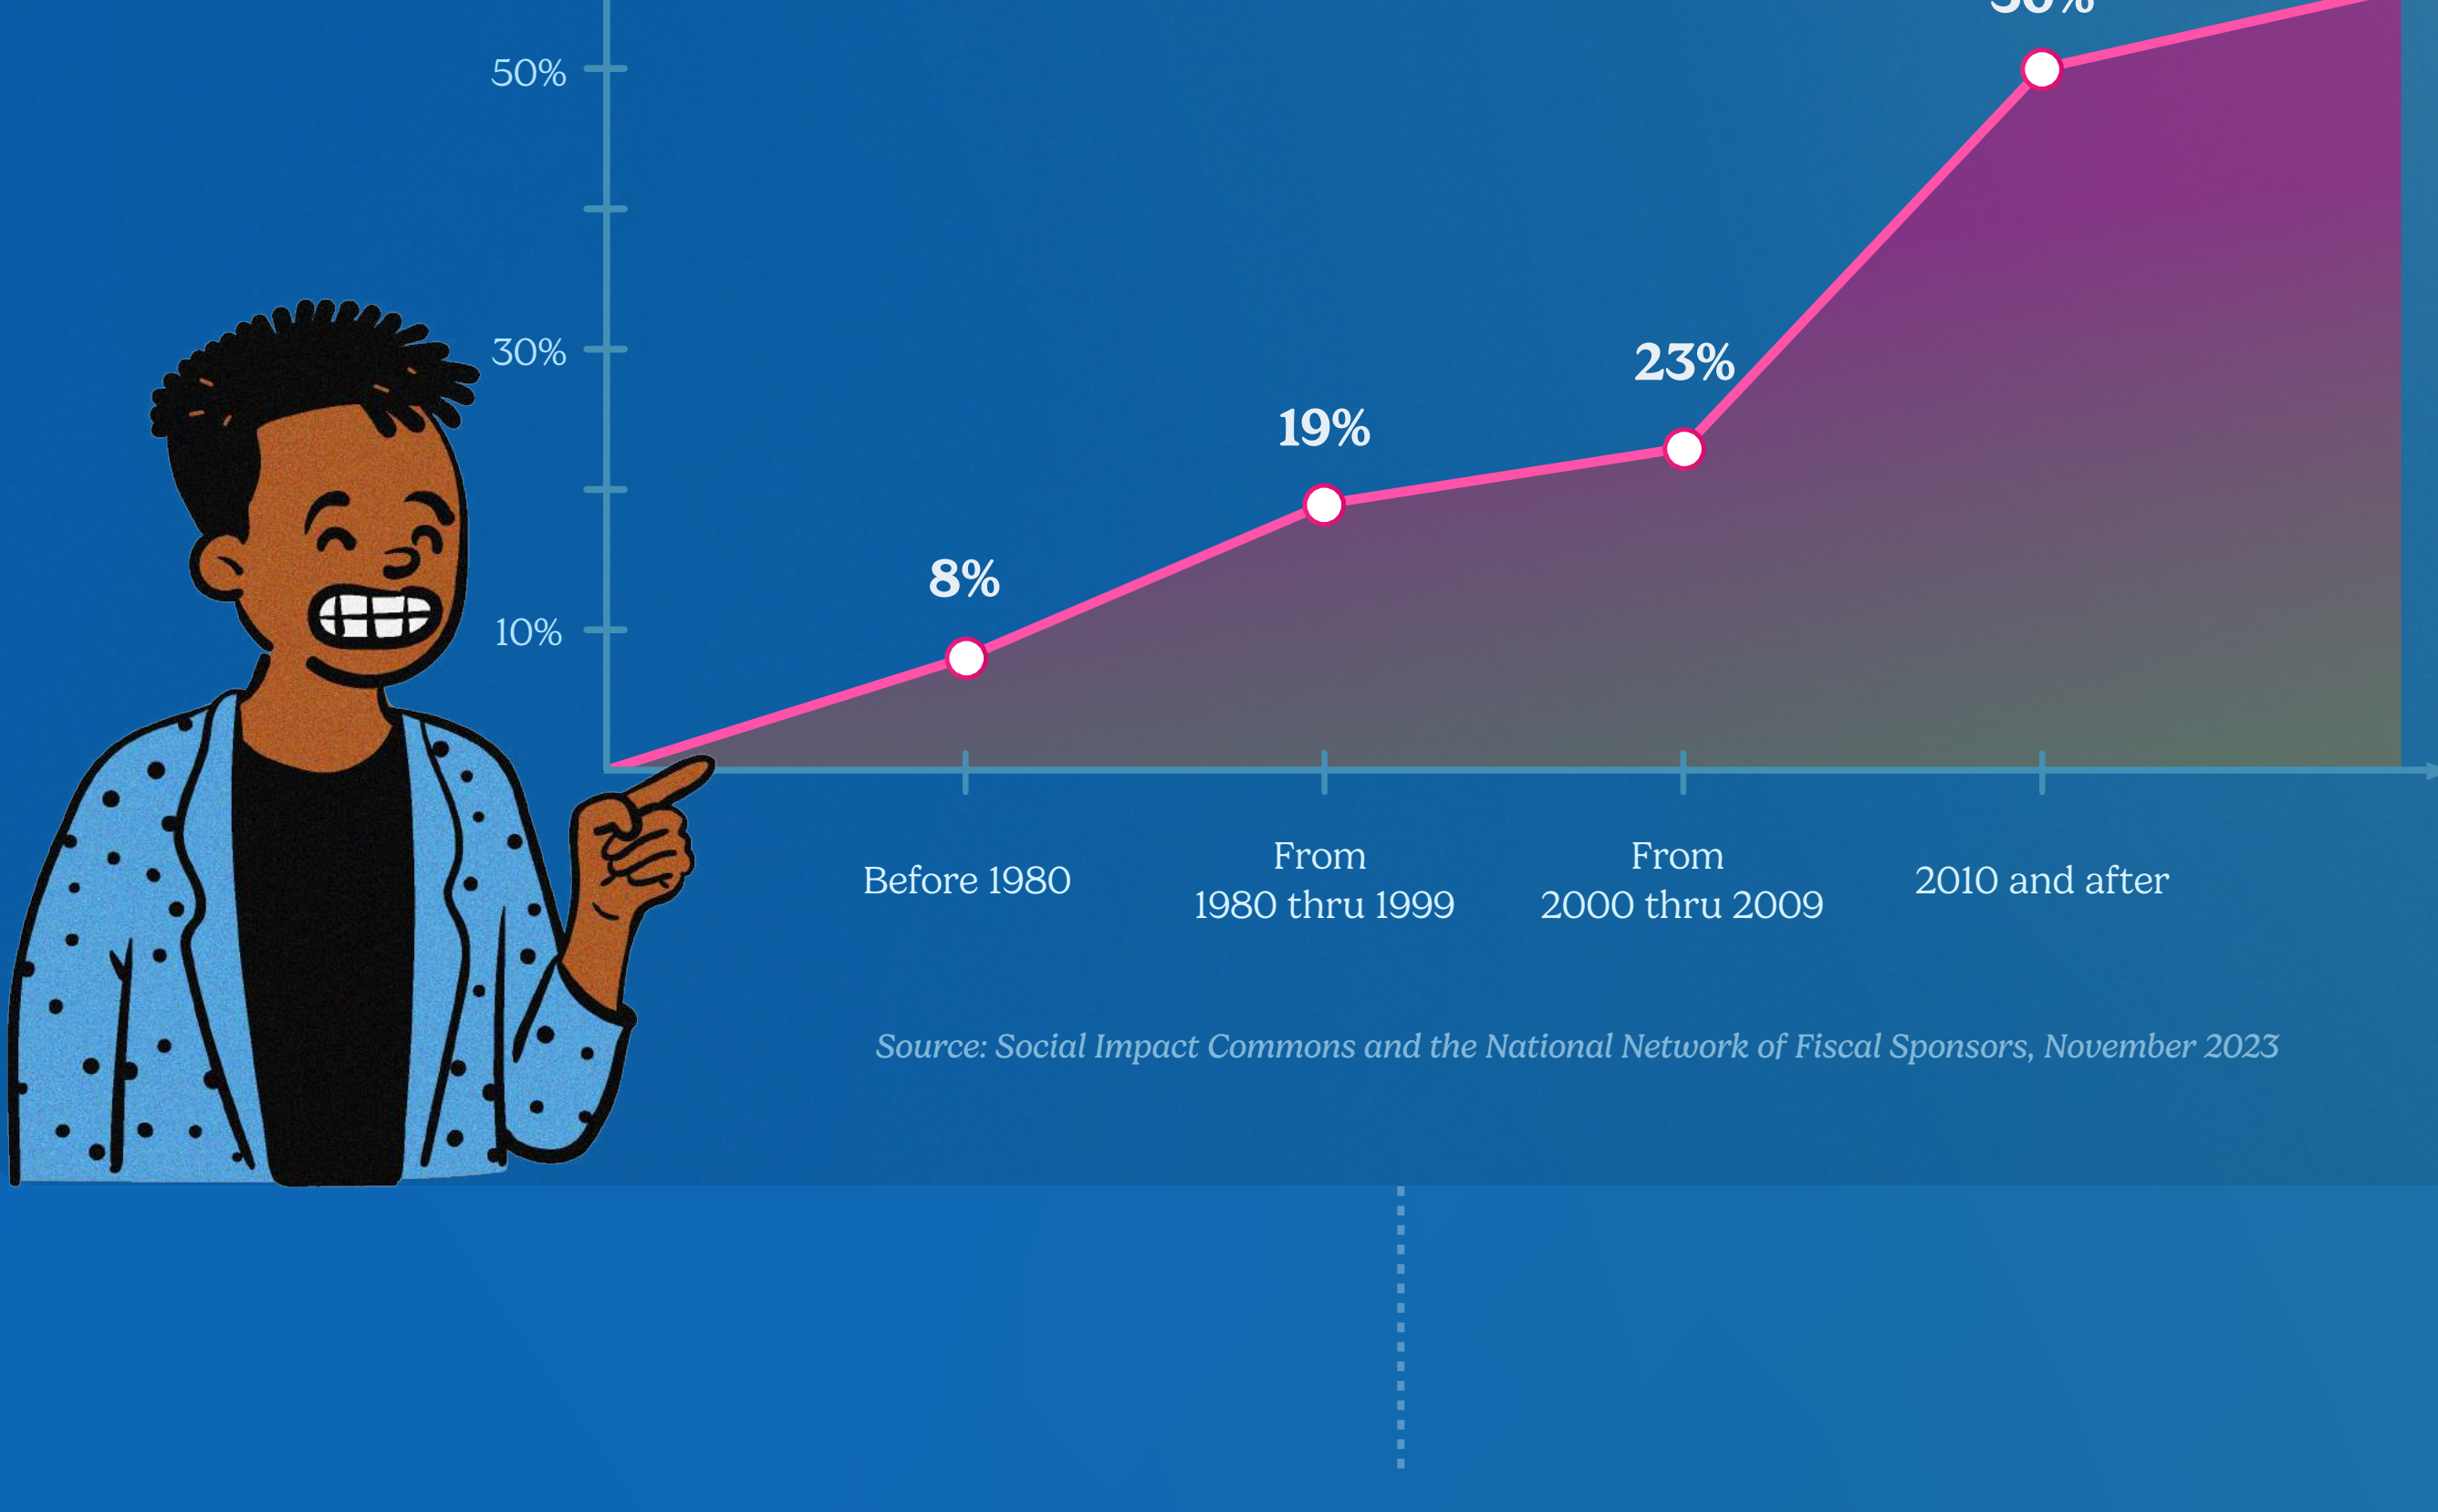 50%
30%
23%
19%
8%
10%
Before 1980
From
1980 thru 1999
From
2000 thru 2009
2010 and after
Source: Social Impact Commons and the National Network of Fiscal Sponsors, November 2023